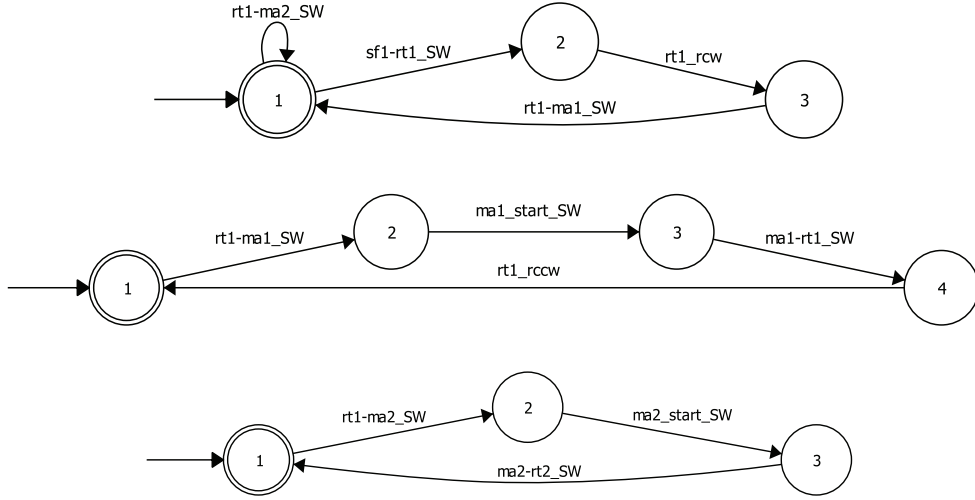 rt1-ma2_SW
sf1-rt1_SW
2
rt1_rcw
1
rt1-ma1_SW
3
rt1-ma1_SW
2
ma1_start_SW
3
ma1-rt1_SW
1
rt1_rccw
4
rt1-ma2_SW
2
ma2_start_SW
1
ma2-rt2_SW
3